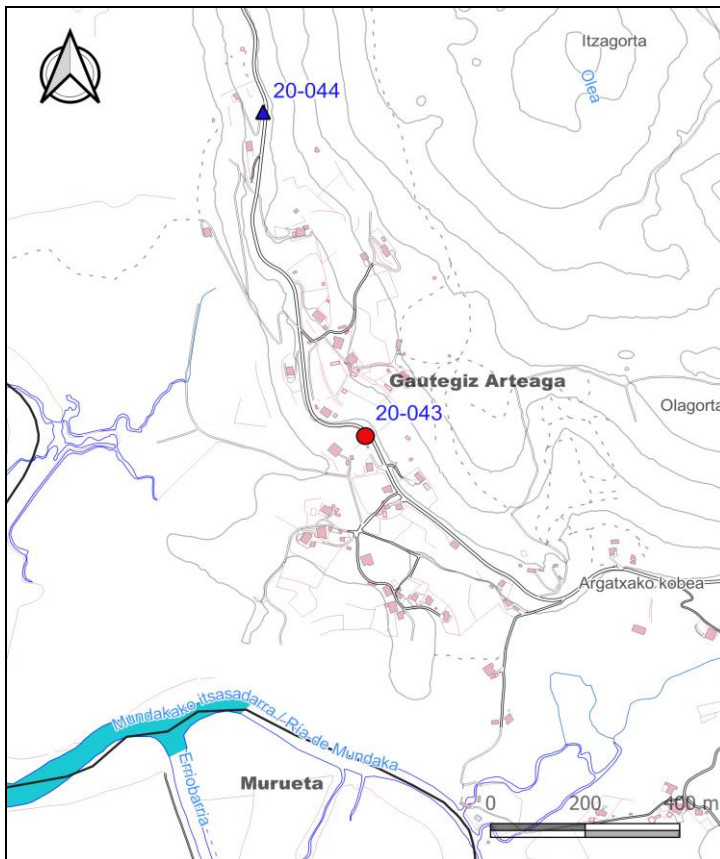 Itzagorta
Olea
20-044
Gautegiz Arteaga
Olagorta
20-043
Argatxako kobea
Mundakako itsasadarra / Ría de Mundaka
Erriobarria
Murueta
0 200 400 m